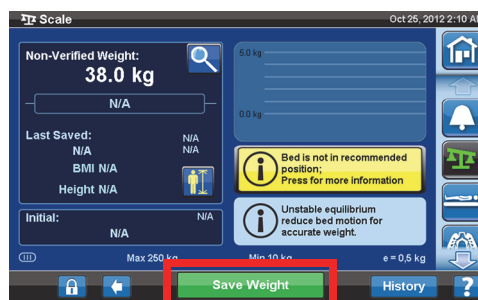 Scale
Oct 25, 2012 2:10 A
Non-Verified Weight:
38.0 kg
N/A
Last Saved:
N/A
N/A
N/A
BMI N/A
Height N/A
Initial:
N/A
N/A
5.0 kg
0.0 kg
Bed is not in recommended
position;
Press for more information
Unstable equilibrium
reduce bed motion for
accurate weight.
Max 250 kg
Min 10 kg
e = 0,5 kg
Save Weight
History
?